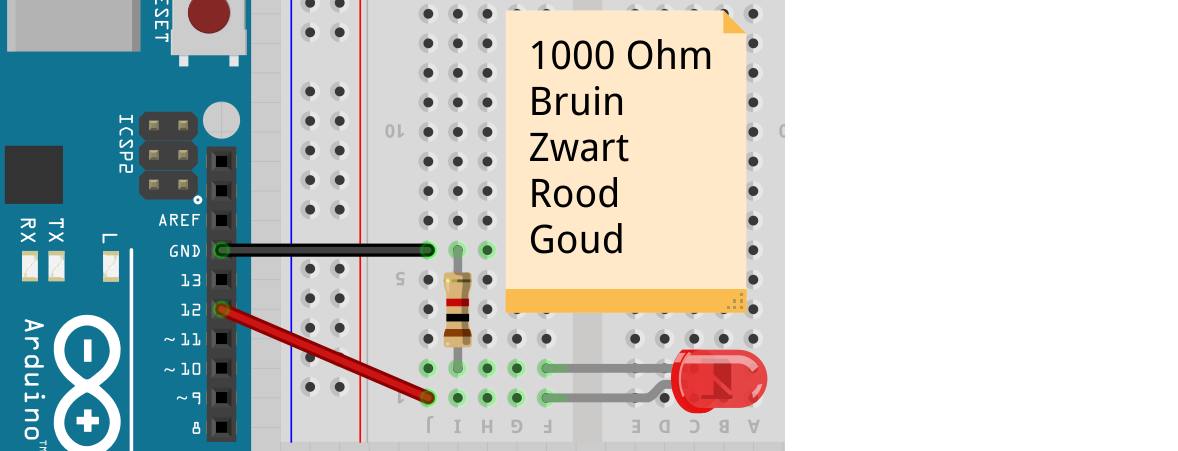 1000 Ohm
Bruin
Zwart
Rood
Goud
RESET
ICSP2
AREF
GND
13
12
~11
~10
~9
8
RX
TX
L
Arduino™
10
5
1
J I H G F E D C B A